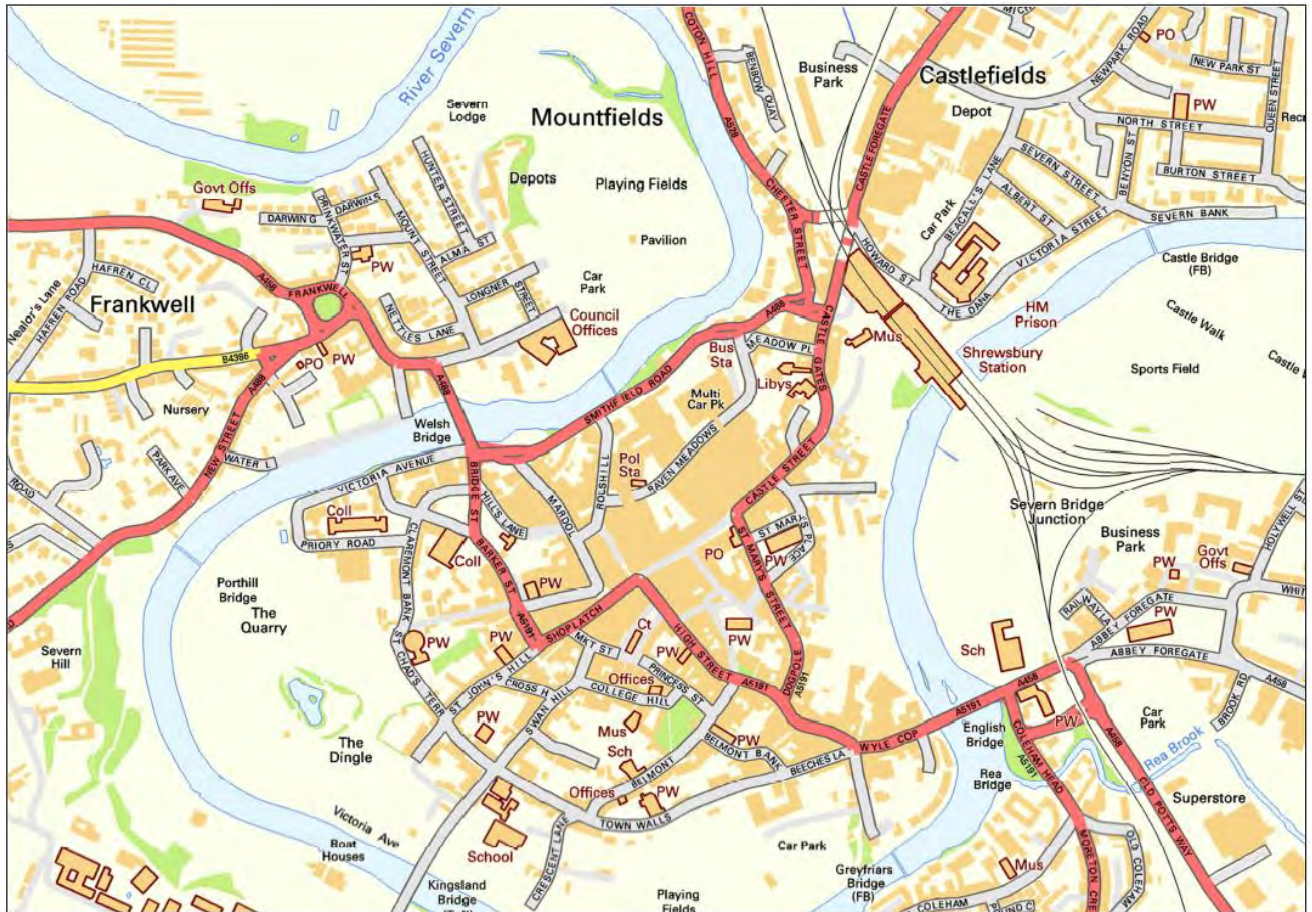 River Severn
COTON HILL
A528
BENBOW QUAY
Business
Park
Castlefields
Depot
NEWPARK ROAD
PO
NEW PARK ST
PW
NORTH STREET
QUEEN STREET
BENYON ST
BURTON STREET
SEVERN STREET
ALBERT ST
VICTORIA STREET
SEVERN BANK
Castle Bridge
(FB)
Severn
Lodge
Mountfields
Depots
Playing Fields
Pavilion
CHESTER STREET
CASTLE FOREGATE
Car Park
BEACALL'S LANE
HOWARD ST
THE DANA
HM
Prison
Shrewsbury
Station
Castle Walk
Sports Field
Govt Offs
DARWIN G
DARWIN S
DRINKWATER ST
HUNTER STREET
MOUNT STREET
ALMA ST
PW
Car
Park
LONGNER
STREET
NETTLES LANE
Council
Offices
Nealor's Lane
HAFREN ROAD
HAFREN CL
Frankwell
A458
FRANKWELL
B4386
PO
PW
A488
Nursery
NEW STREET
PARK AVE
WATER L
ROAD
A488
Welsh
Bridge
SMITHFIELD ROAD
A488
Bus
Sta
MEADOW PL
Mus
Libys
CASTLE GATES
Multi
Car Pk
RAVEN MEADOWS
Pol
Sta
ROUSHILL
MARDOL
HILL'S LANE
BRIDGE ST
VICTORIA AVENUE
Coll
PRIORY ROAD
CLAREMONT BANK
Coll
BARKER ST
A5191
PW
CASTLE STREET
ST MARY'S PLACE
ST MARY'S STREET
PO
PW
Severn Bridge
Junction
Business
Park
Govt
Offs
PW
HOLYWELL ST
RAILWAY LA
ABBEY FOREGATE
PW
ABBEY FOREGATE
A458
BROOK RD
Porthill
Bridge
The
Quarry
Severn
Hill
PW
ST CHAD'S TERR
PW
ST JOHN'S HILL
SHOPLATCH
MKT ST
Ct
PW
PW
HIGH STREET
A5191
DOGPOLE
A5191
PRINCESS ST
Offices
COLLEGE HILL
CROSS H
SWAN HILL
PW
Mus
Sch
BELMONT
PW
BELMONT BANK
BEECHES LA
WYLE COP
A5191
A458
Sch
PW
English
Bridge
Rea
Bridge
COLEHAM HEAD
A5191
Car
Park
A458
OLD POTTS WAY
Rea Brook
Superstore
The
Dingle
Offices
PW
TOWN WALLS
School
CRESCENT LANE
Victoria Ave
Boat
Houses
Kingsland
Bridge
Playing
Fields
Car Park
Greyfriars
Bridge
(FB)
Mus
COLEHAM
MORETON CRE
OLD COLEHAM